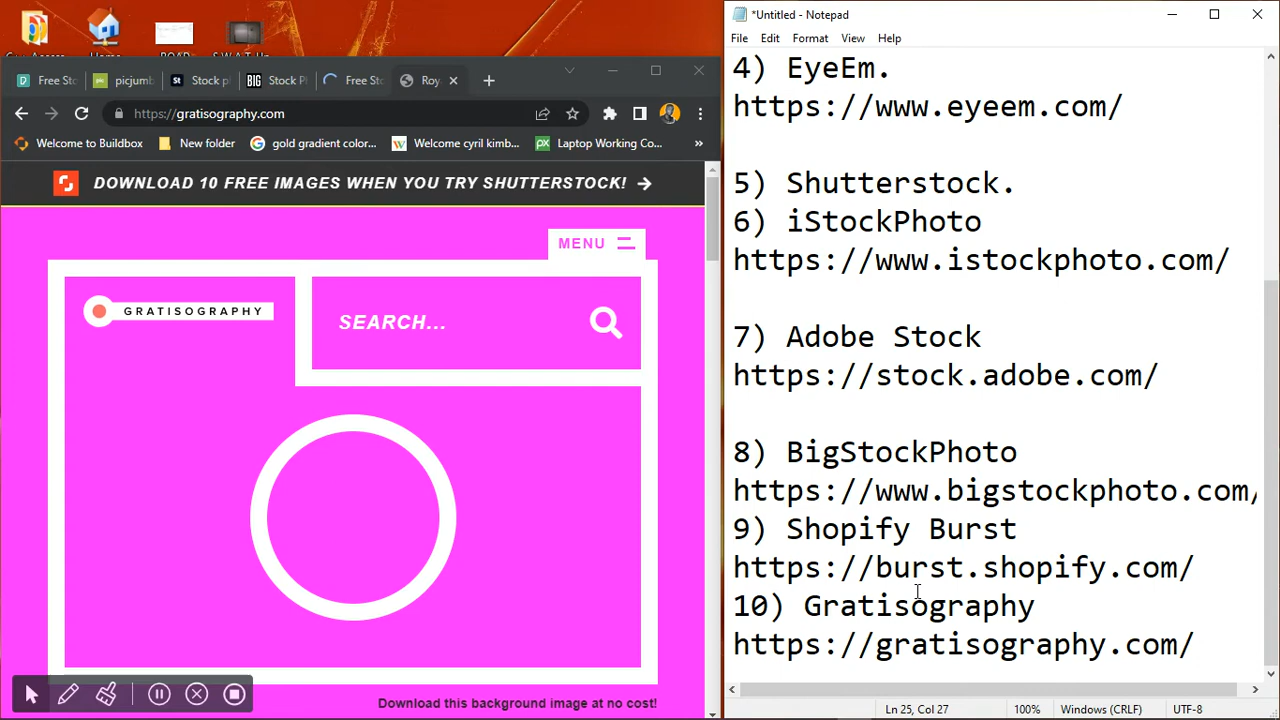 *Untitled - Notepad
File Edit Format View Help
Free Sto
picjumb
Stock p
Stock P
Free Sto
Roy
https://gratisography.com
Welcome to Buildbox
New folder
gold gradient color...
Welcome cyril kimb...
Laptop Working Co...
»
DOWNLOAD 10 FREE IMAGES WHEN YOU TRY SHUTTERSTOCK!
MENU
GRATISOGRAPHY
SEARCH...
Download this background image at no cost!
4) EyeEm.
https://www.eyeem.com/
5) Shutterstock.
6) iStockPhoto
https://www.istockphoto.com/
7) Adobe Stock
https://stock.adobe.com/
8) BigStockPhoto
https://www.bigstockphoto.com/
9) Shopify Burst
https://burst.shopify.com/
10) Gratisography
https://gratisography.com/
Ln 25, Col 27
100%
Windows (CRLF)
UTF-8